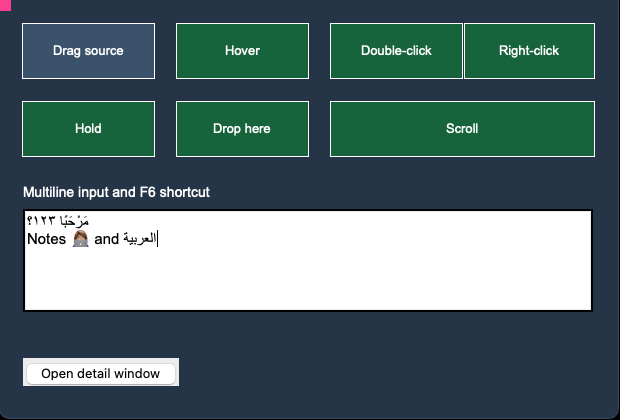 Drag source
Hover
Double-click
Right-click
Hold
Drop here
Scroll
Multiline input and F6 shortcut
مَرْحَبًا ١٢٣؟
Notes 🧑🏽‍💻 and العربية
Open detail window